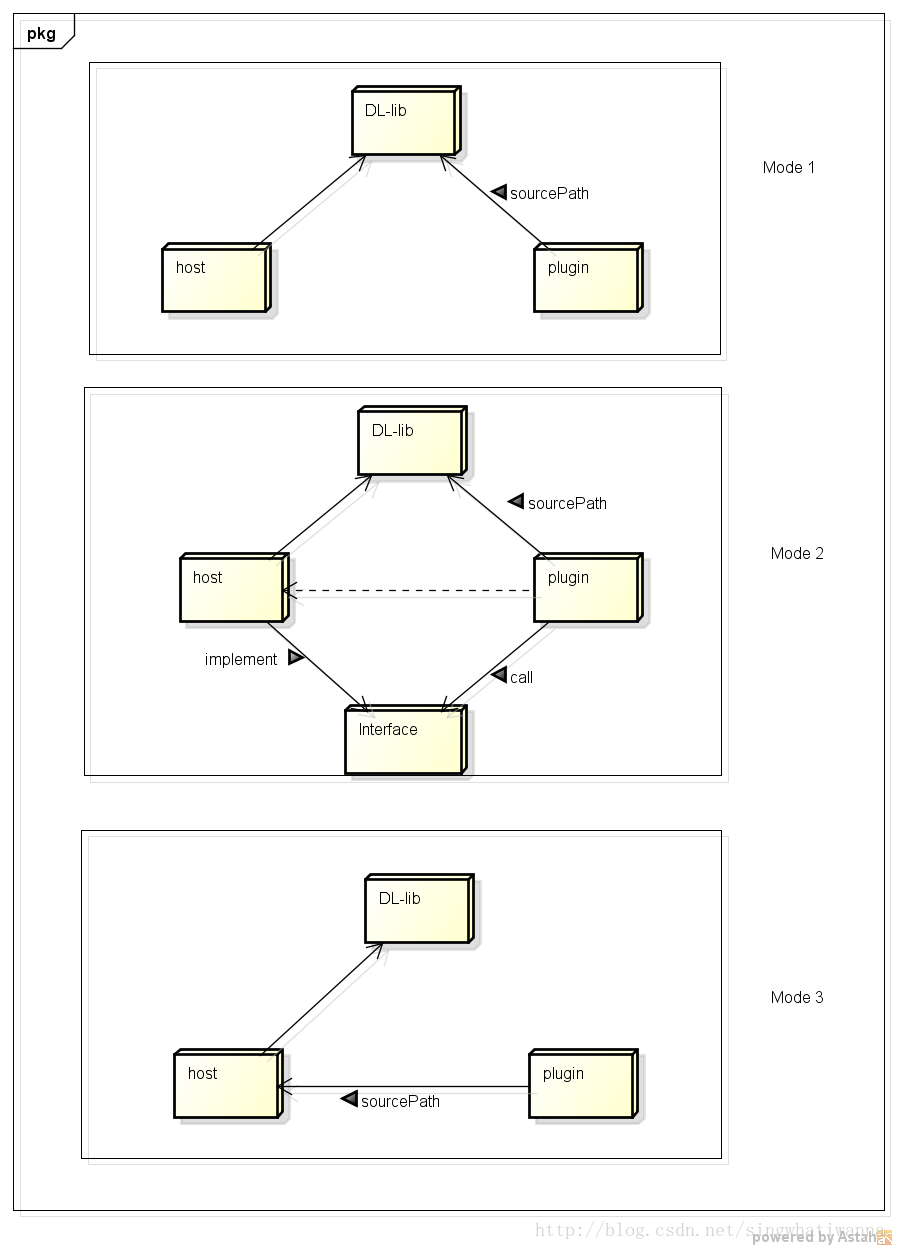 pkg
DL-lib
Mode 1
sourcePath
host
plugin
DL-lib
sourcePath
Mode 2
host
plugin
implement
call
Interface
DL-lib
Mode 3
host
plugin
sourcePath
http://blog.csdn.net/singwhatiwanna
powered by Astah